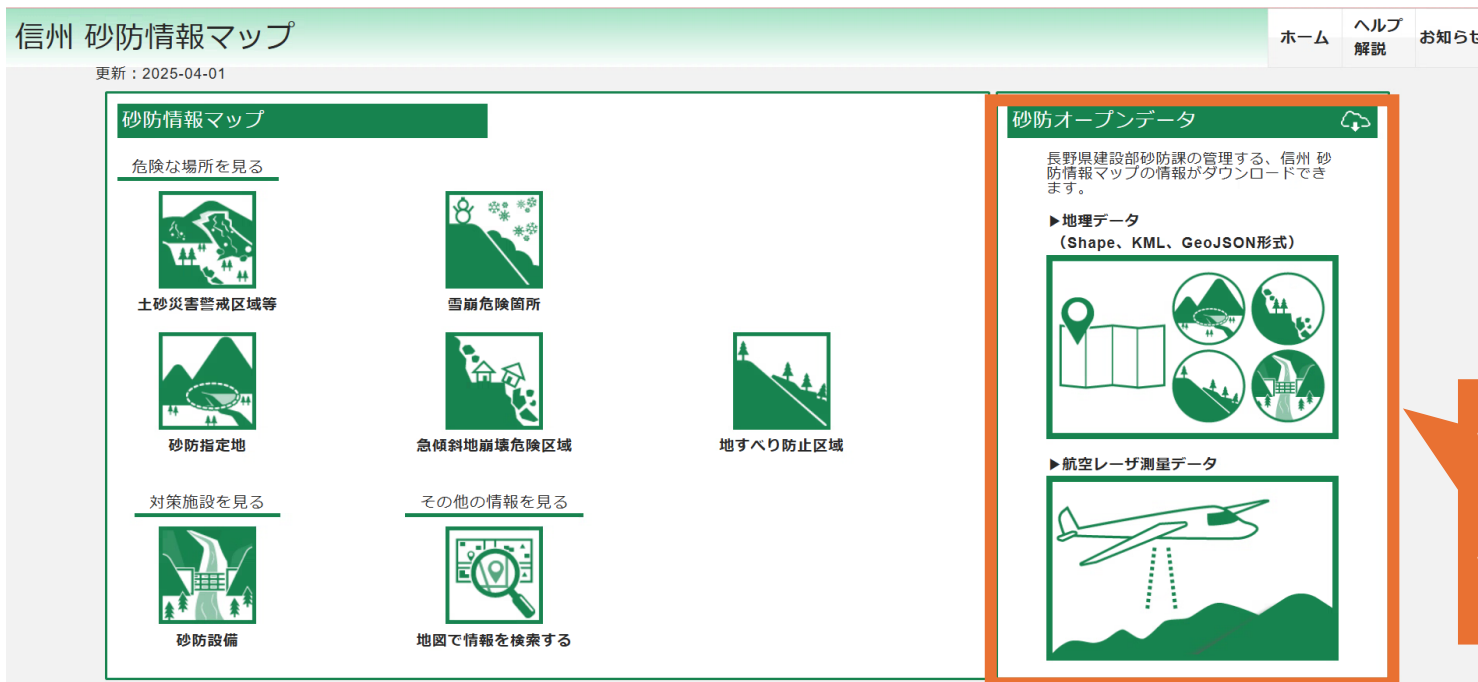 信州 砂防情報マップ
ホーム
ヘルプ
解説
お知らせ
更新：2025-04-01
砂防情報マップ
危険な場所を見る
土砂災害警戒区域等
雪崩危険箇所
砂防指定地
急傾斜地崩壊危険区域
地すべり防止区域
対策施設を見る
その他の情報を見る
砂防設備
地図で情報を検索する
砂防オープンデータ
長野県建設部砂防課の管理する、信州 砂
防情報マップの情報がダウンロードでき
ます。
▶地理データ
（Shape、KML、GeoJSON形式）
▶航空レーザ測量データ